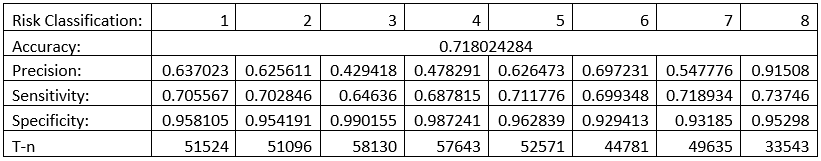 Risk Classification: 1 2 3 4 5 6 7 8
Accuracy: 0.718024284
Precision: 0.637023 0.625611 0.429418 0.478291 0.626473 0.697231 0.547776 0.91508
Sensitivity: 0.705567 0.702846 0.64636 0.687815 0.711776 0.699348 0.718934 0.73746
Specificity: 0.958105 0.954191 0.990155 0.987241 0.962839 0.929413 0.93185 0.95298
T-n 51524 51096 58130 57643 52571 44781 49635 33543